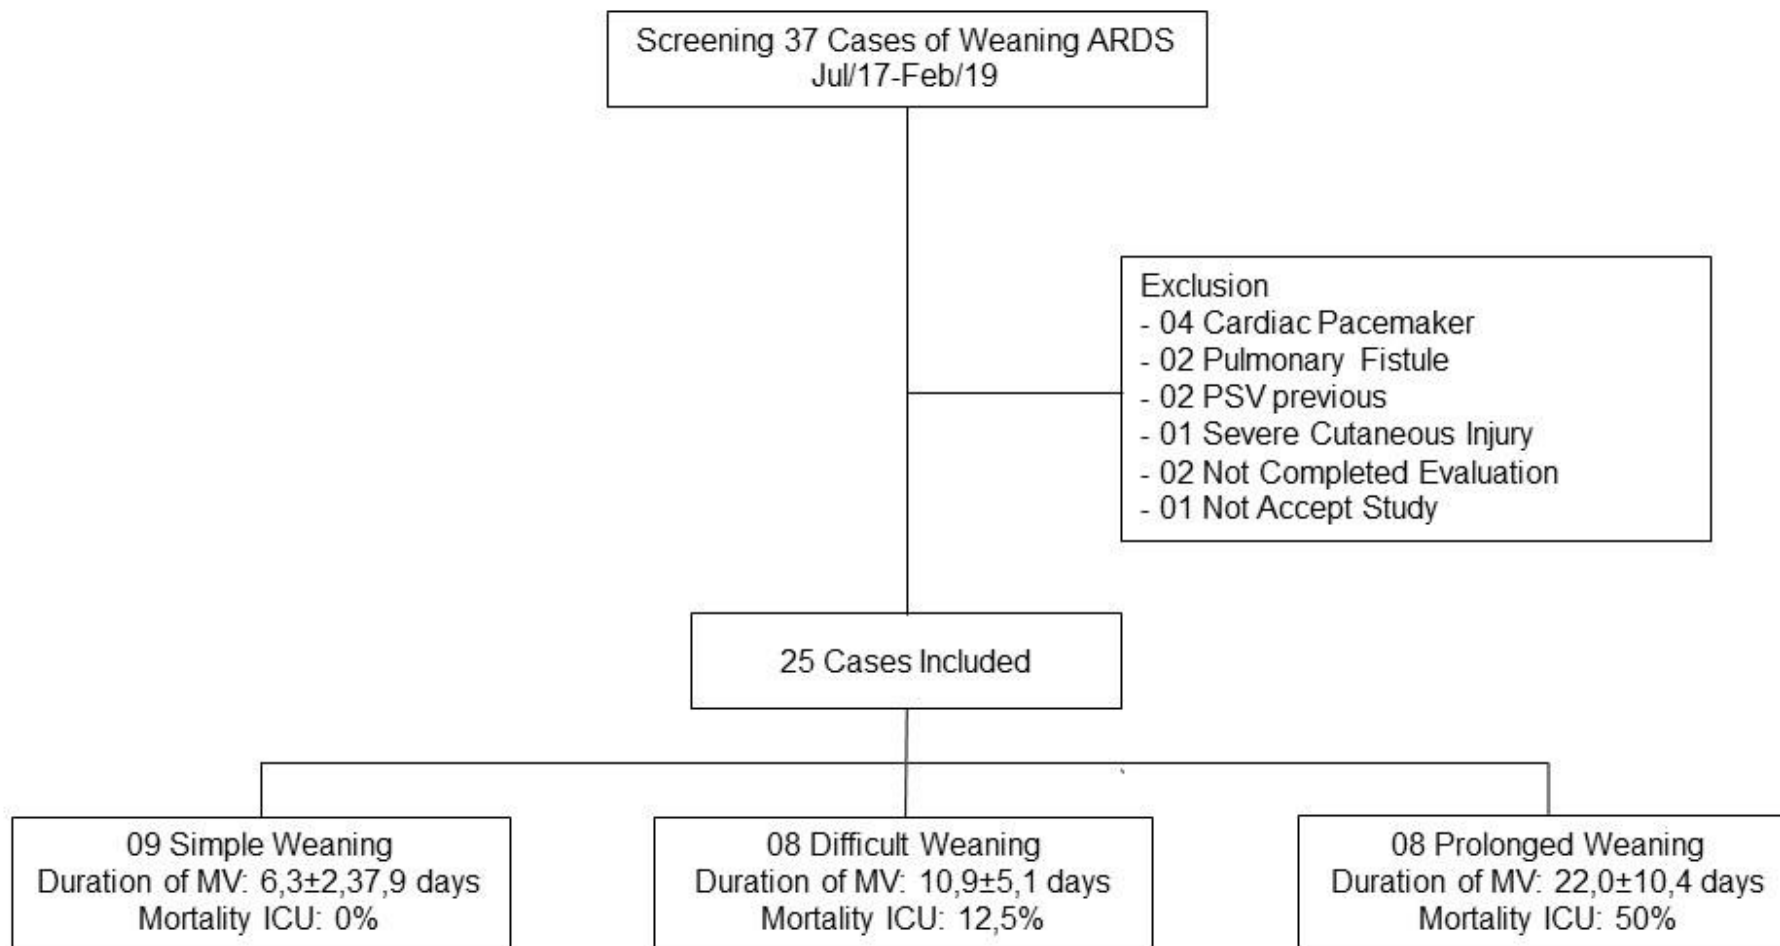 Screening 37 Cases of Weaning ARDS
Jul/17-Feb/19
Exclusion
- 04 Cardiac Pacemaker
- 02 Pulmonary Fistule
- 02 PSV previous
- 01 Severe Cutaneous Injury
- 02 Not Completed Evaluation
- 01 Not Accept Study
25 Cases Included
09 Simple Weaning
Duration of MV: 6,3±2,37,9 days
Mortality ICU: 0%
08 Difficult Weaning
Duration of MV: 10,9±5,1 days
Mortality ICU: 12,5%
08 Prolonged Weaning
Duration of MV: 22,0±10,4 days
Mortality ICU: 50%